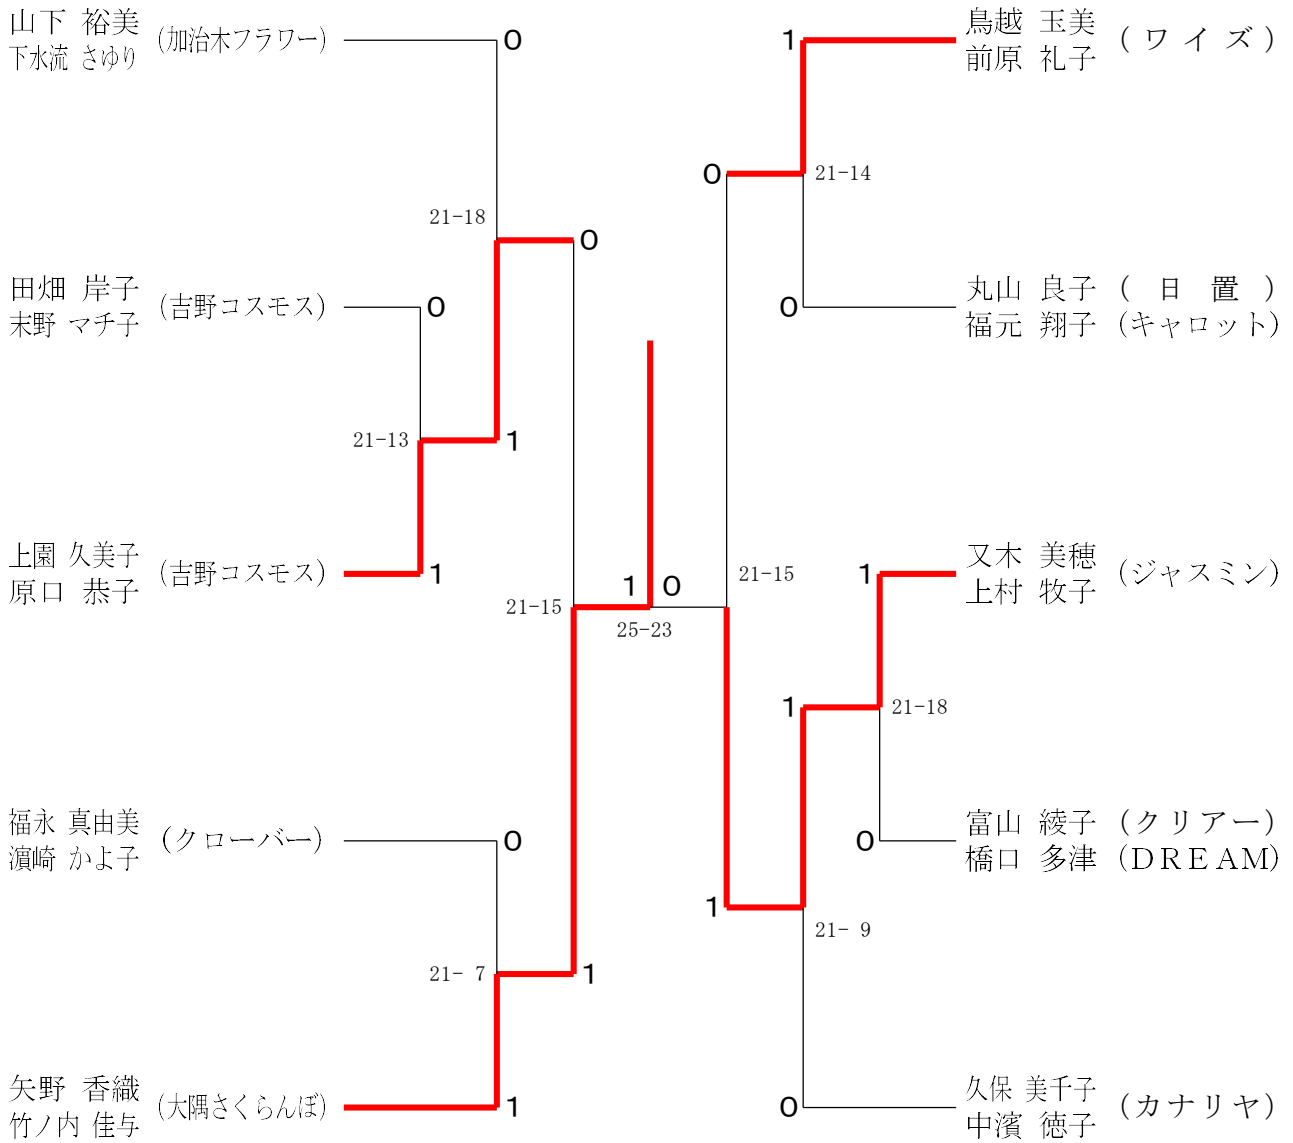 山下 裕美
下水流 さゆり
(加治木フラワー)
0
21-18
0
田畑 岸子
末野 マチ子
(吉野コスモス)
0
21-13
1
上園 久美子
原口 恭子
(吉野コスモス)
1
21-15
1 0
25-23
福永 真由美
濵崎 かよ子
(クローバー)
0
21- 7
1
矢野 香織
竹ノ内 佳与
(大隅さくらんぼ)
1
鳥越 玉美
前原 礼子
(ワイズ)
1
0
21-14
丸山 良子 (日置)
福元 翔子 (キャロット)
0
21-15
又木 美穂
上村 牧子
(ジャスミン)
1
1
21-18
富山 綾子 (クリアー)
橋口 多津 (DREAM)
0
1
21- 9
久保 美千子
中濱 徳子
(カナリヤ)
0